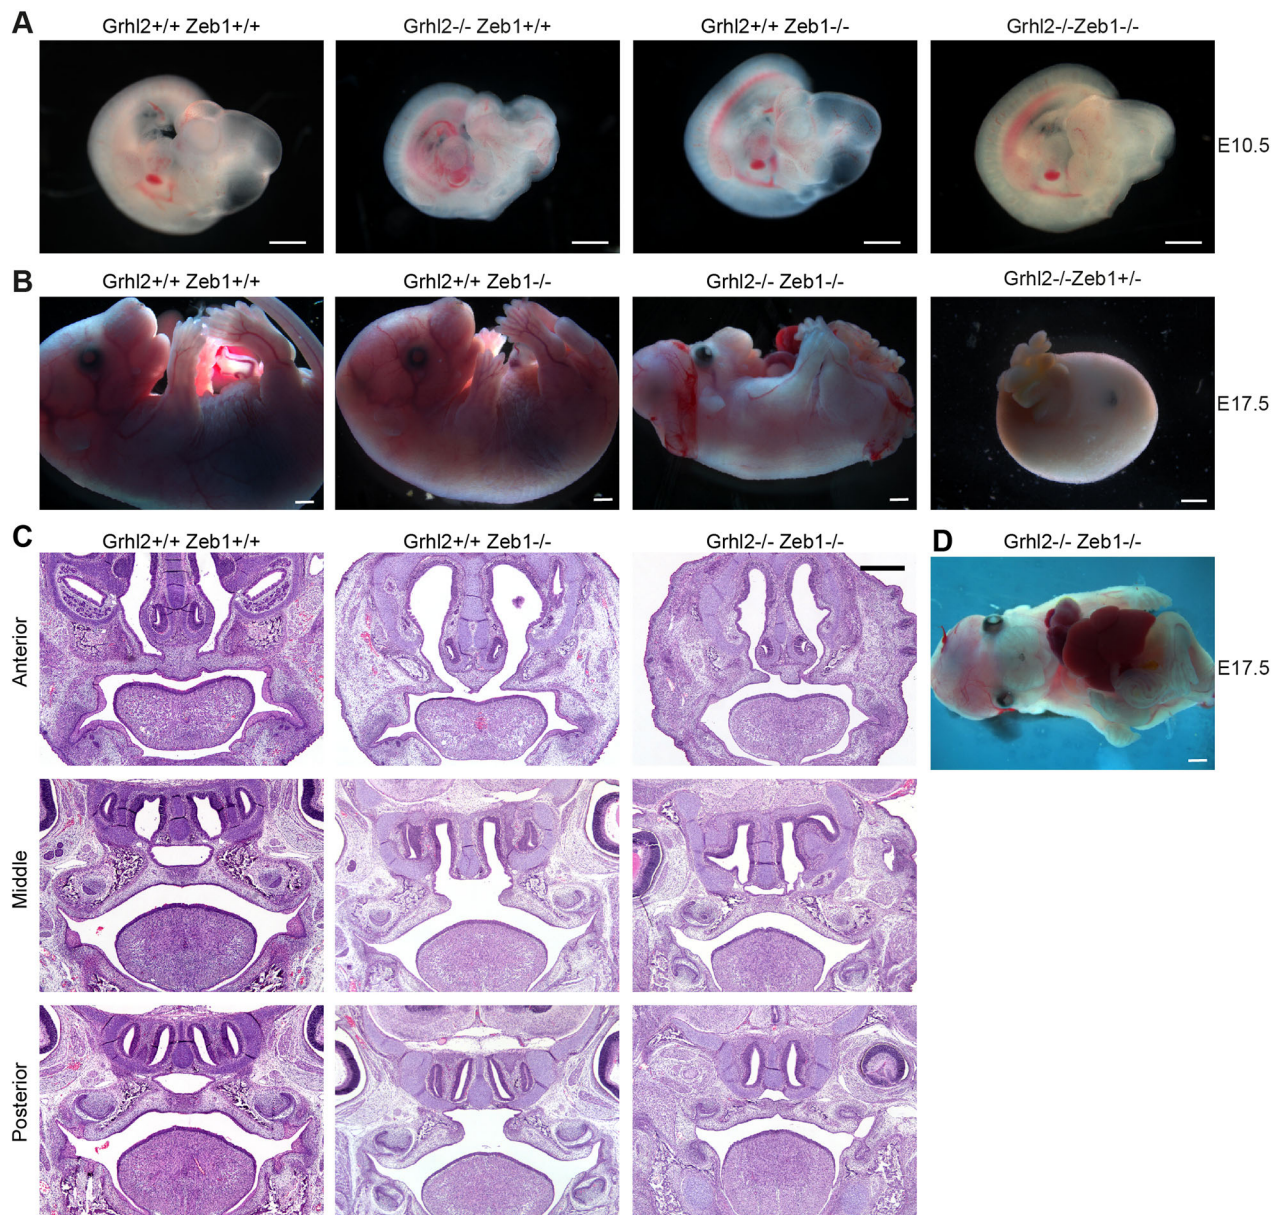 A
Grhl2+/+ Zeb1+/+
Grhl2-/- Zeb1+/+
Grhl2+/+ Zeb1-/-
Grhl2-/-Zeb1-/-
E10.5
B
Grhl2+/+ Zeb1+/+
Grhl2+/+ Zeb1-/-
Grhl2-/- Zeb1-/-
Grhl2-/-Zeb1+/-
E17.5
C
Grhl2+/+ Zeb1+/+
Grhl2+/+ Zeb1-/-
Grhl2-/- Zeb1-/-
D
Grhl2-/- Zeb1-/-
Anterior
E17.5
Middle
Posterior